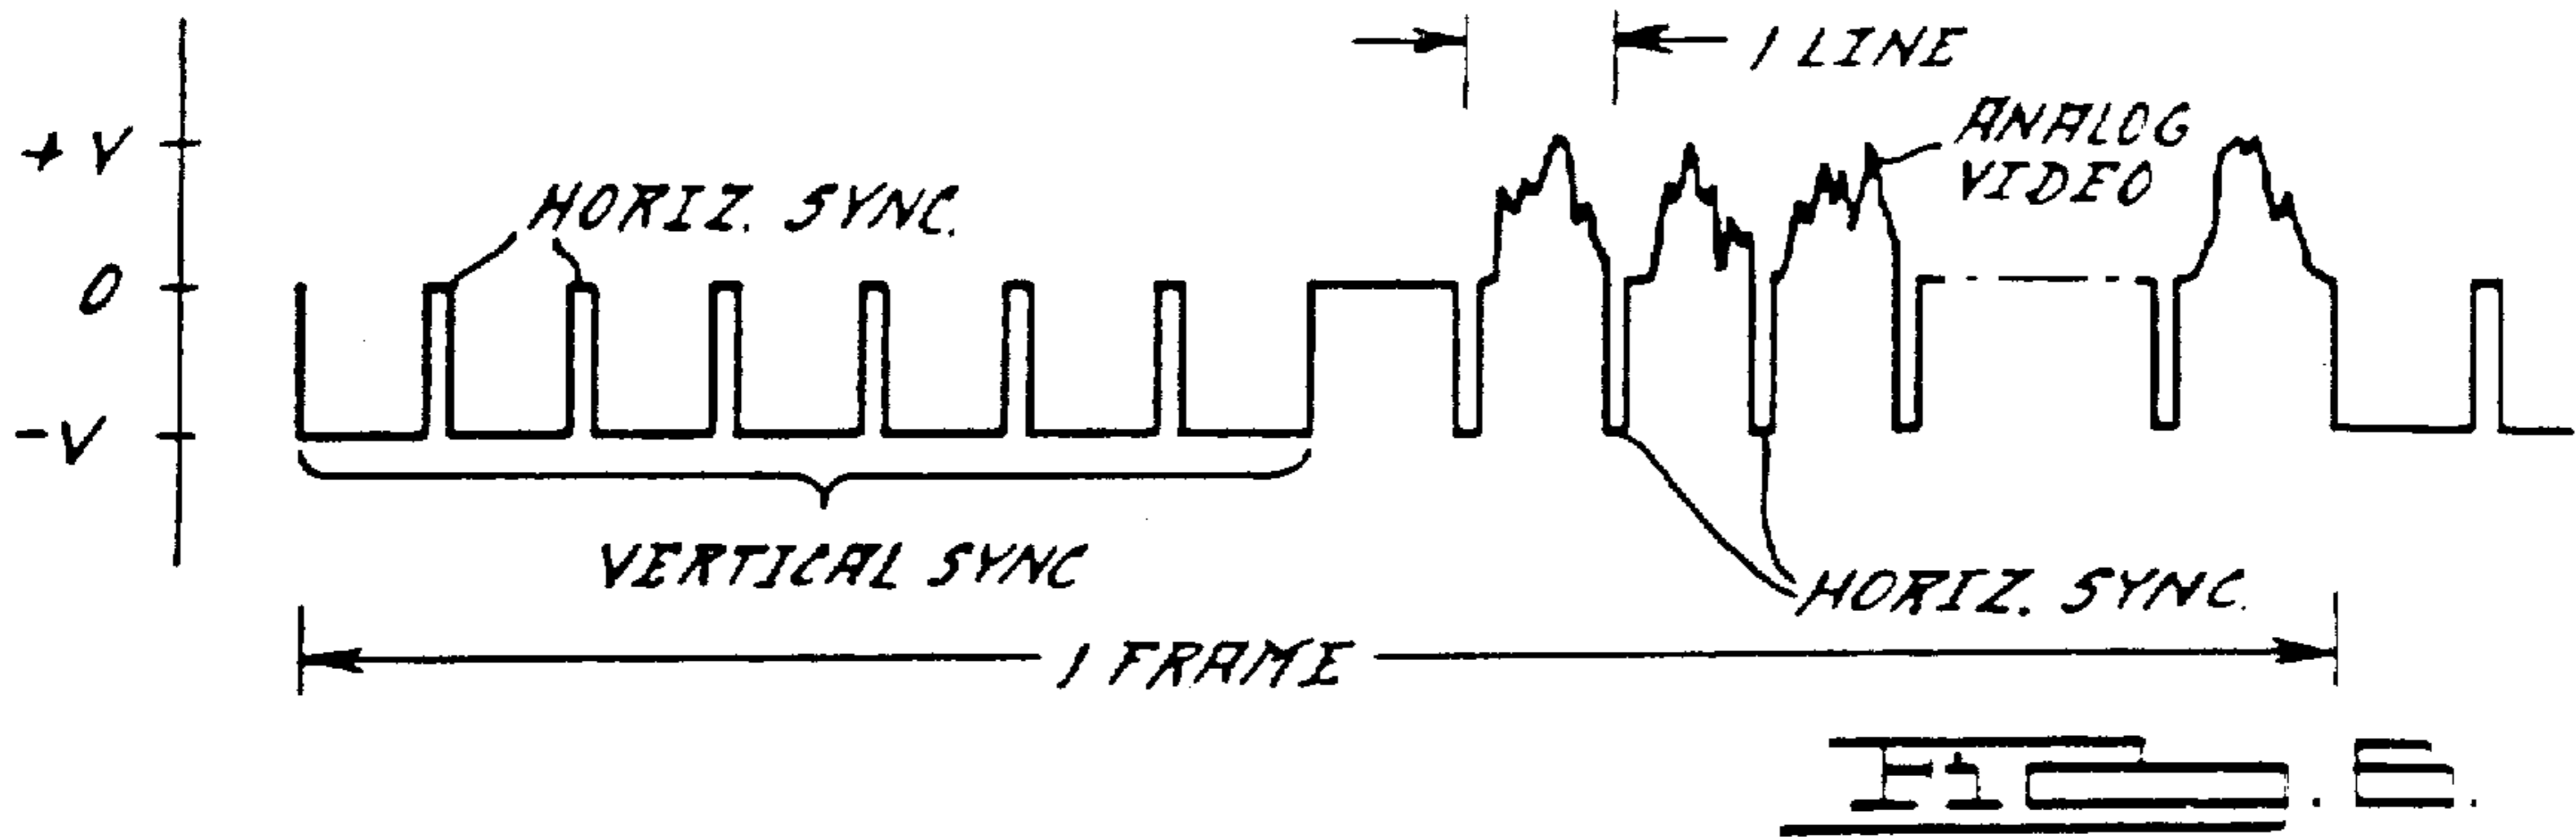 1 LINE
+V
ANALOG
VIDEO
HORIZ. SYNC.
0
-V
VERTICAL SYNC
HORIZ. SYNC.
1 FRAME